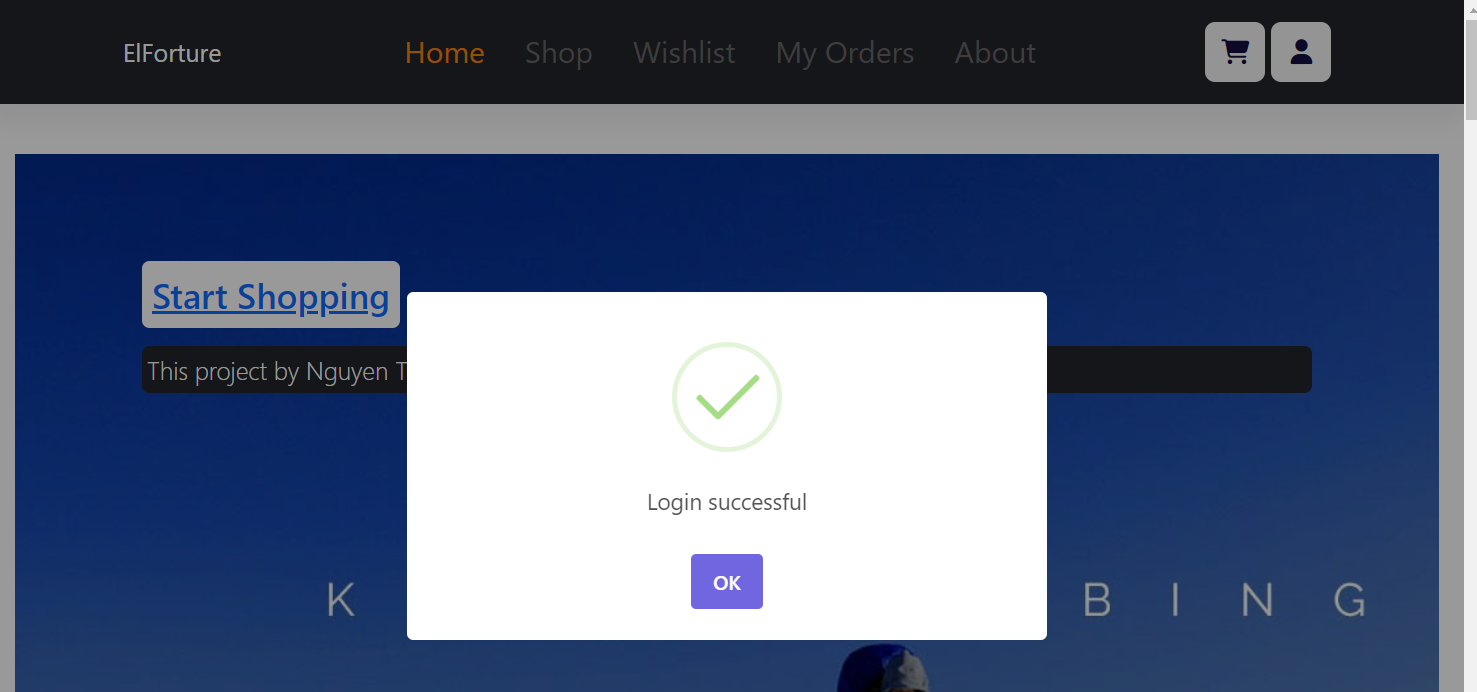 ElForture
Home Shop Wishlist My Orders About
Start Shopping
This project by Nguyen T
Login successful
OK
K B I N G